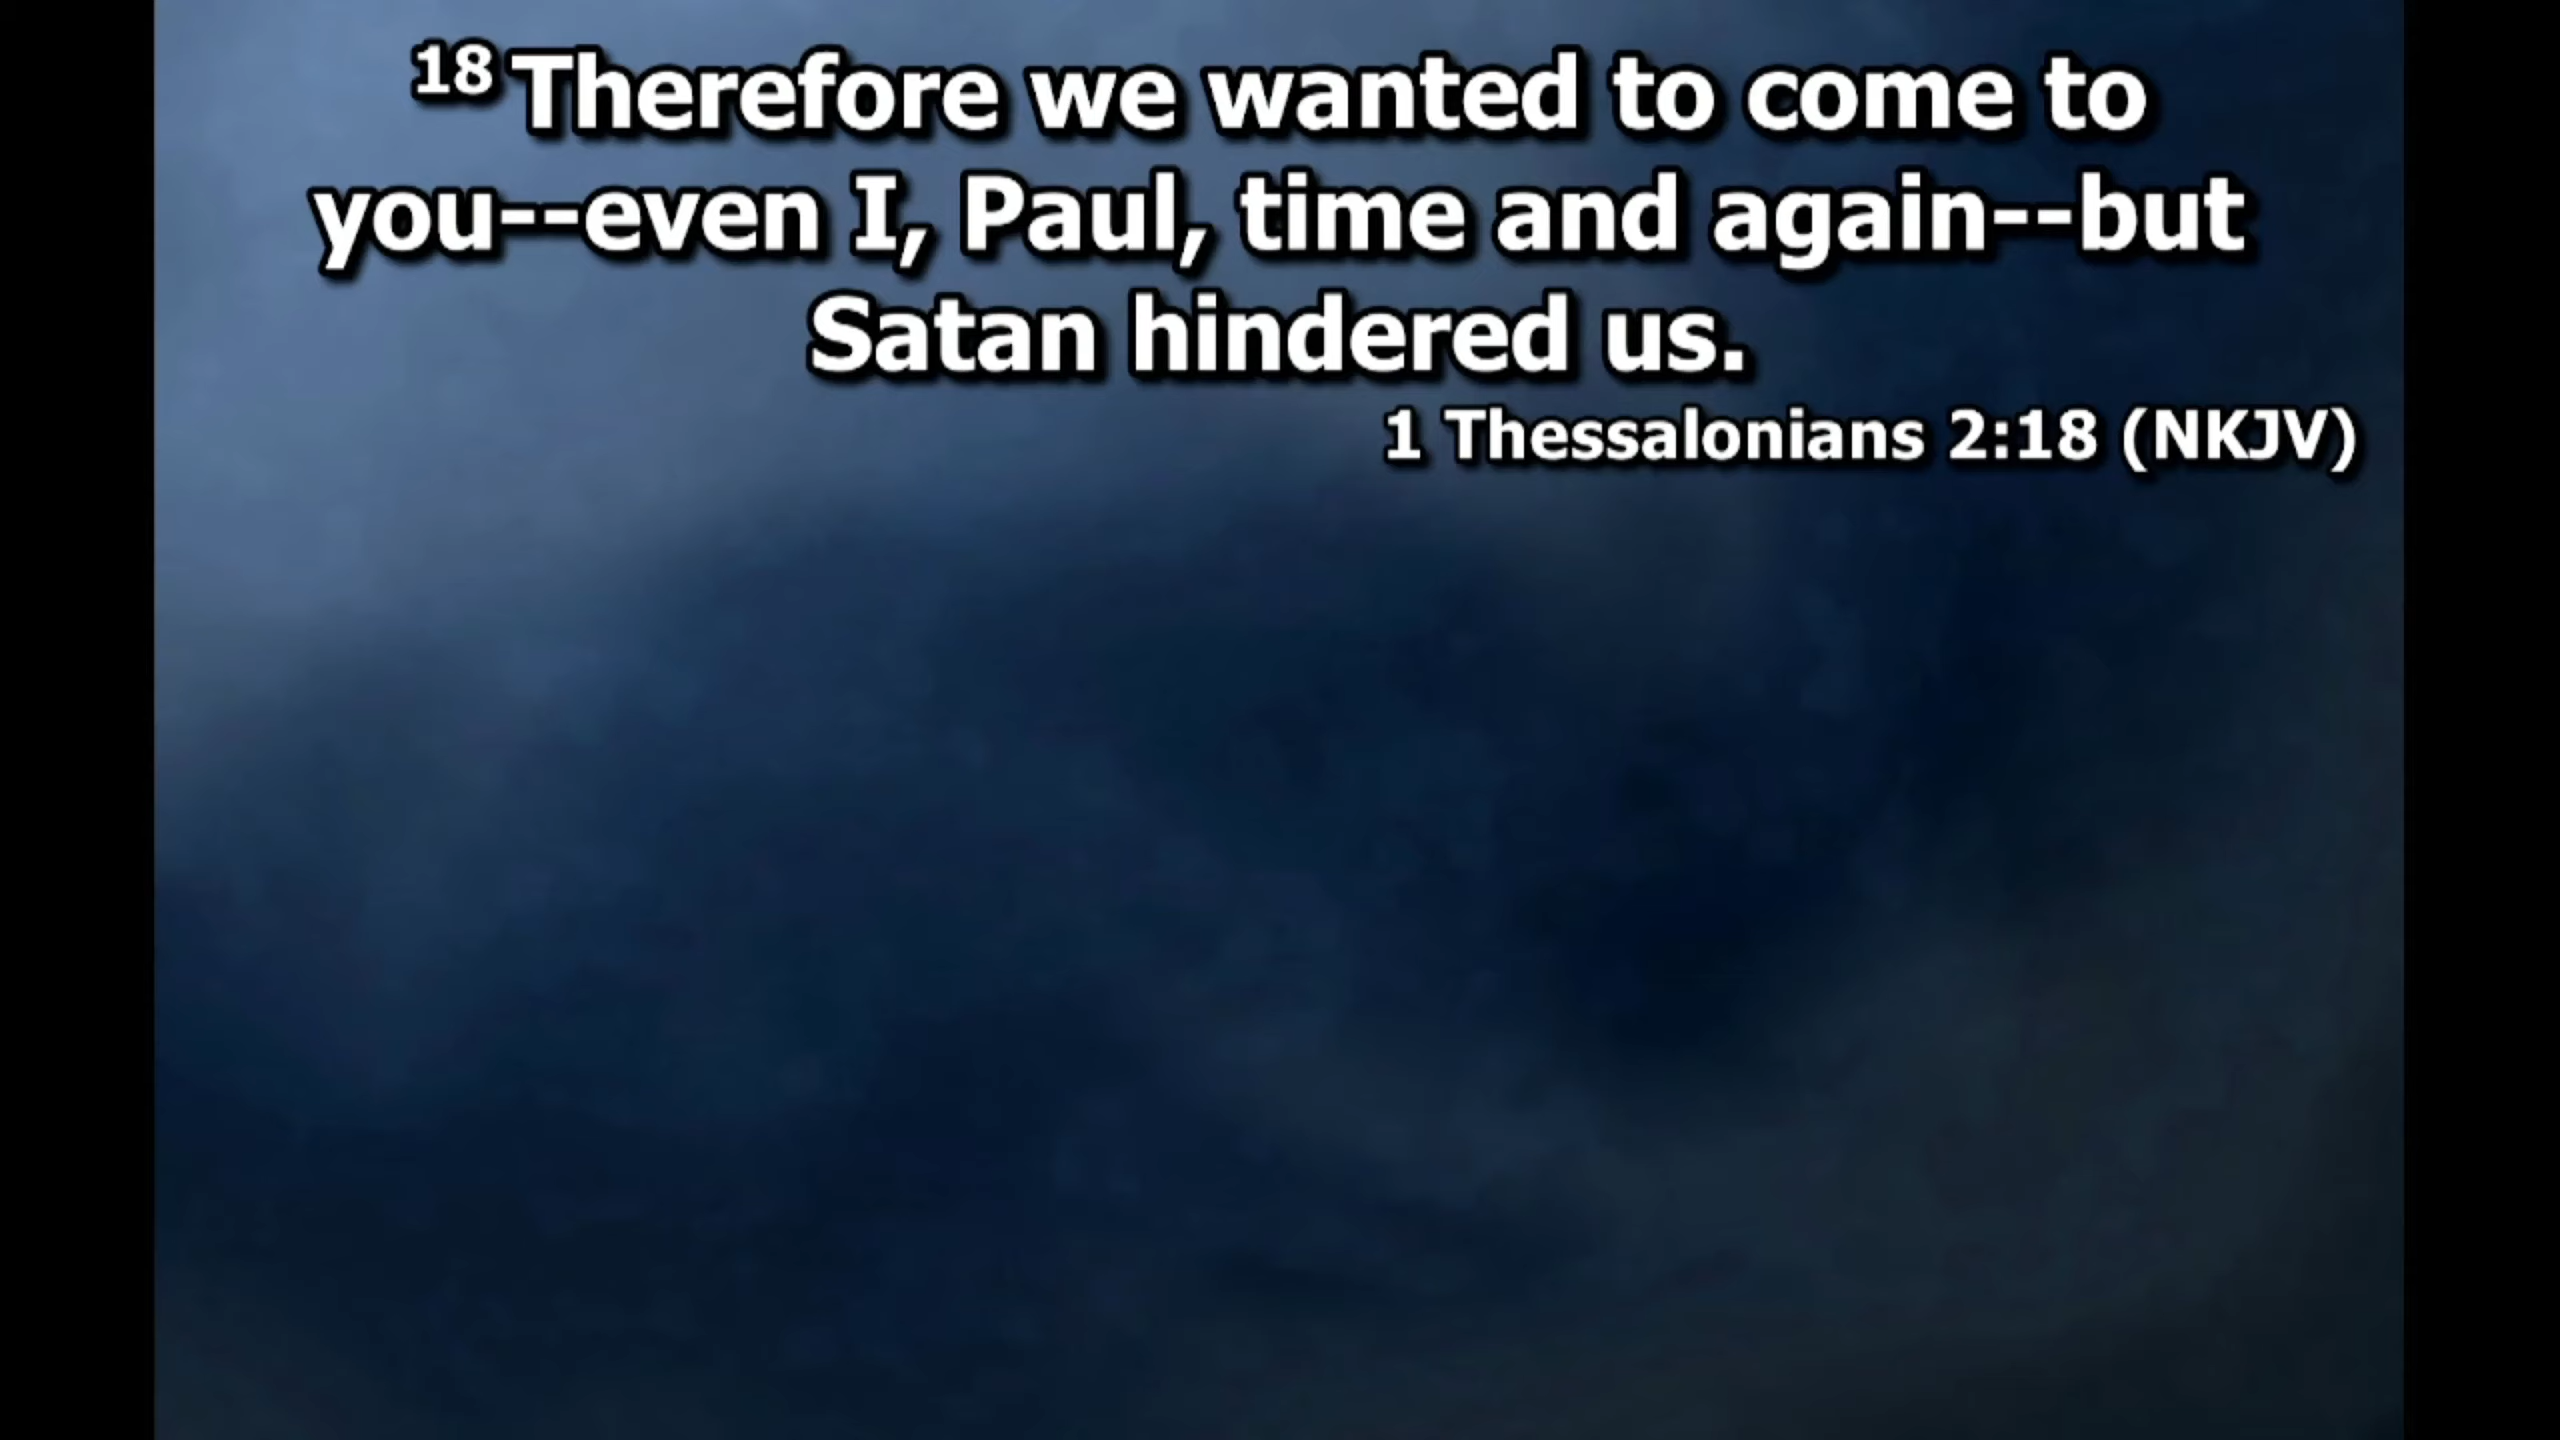 18 Therefore we wanted to come to
you--even I, Paul, time and again--but
Satan hindered us.
1 Thessalonians 2:18 (NKJV)